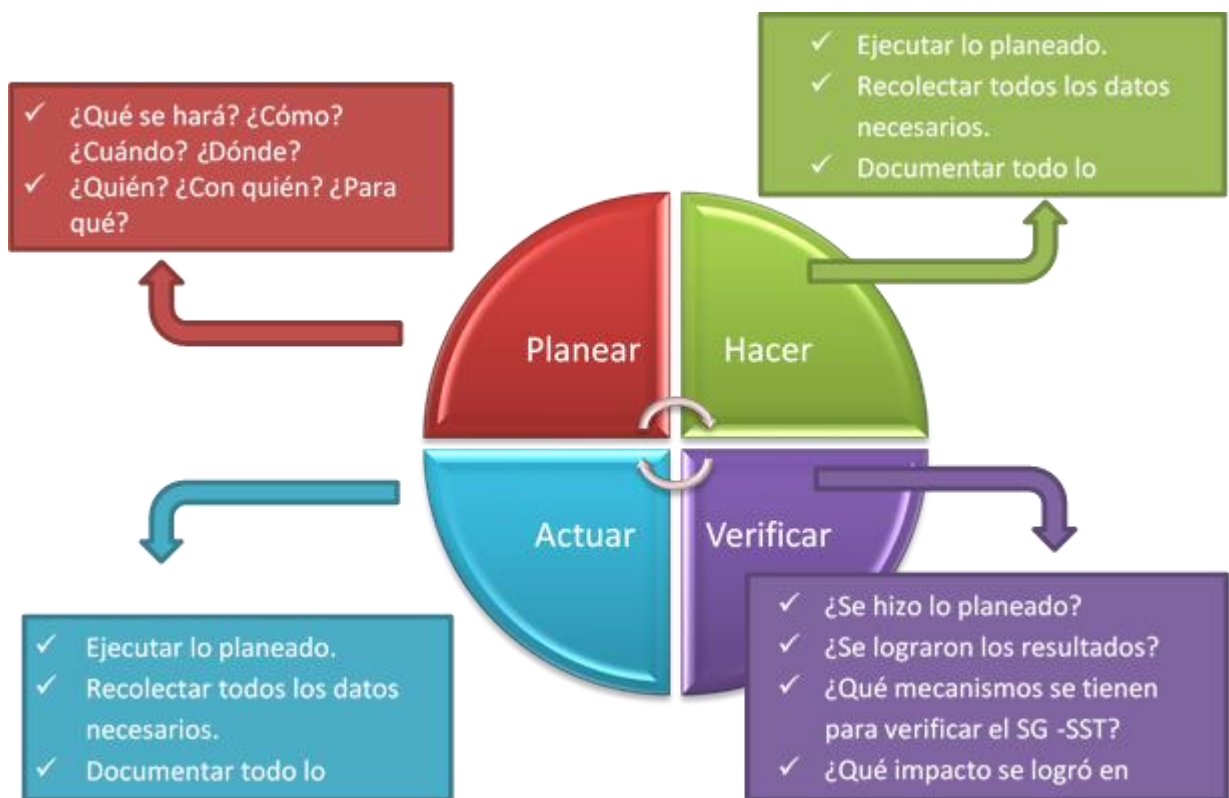 ✓ ¿Qué se hará? ¿Cómo?
¿Cuándo? ¿Dónde?
✓ ¿Quién? ¿Con quién? ¿Para
qué?
✓ Ejecutar lo planeado.
✓ Recolectar todos los datos
necesarios.
✓ Documentar todo lo
Planear
Hacer
Actuar
Verificar
✓ Ejecutar lo planeado.
✓ Recolectar todos los datos
necesarios.
✓ Documentar todo lo
✓ ¿Se hizo lo planeado?
✓ ¿Se lograron los resultados?
✓ ¿Qué mecanismos se tienen
para verificar el SG -SST?
✓ ¿Qué impacto se logró en